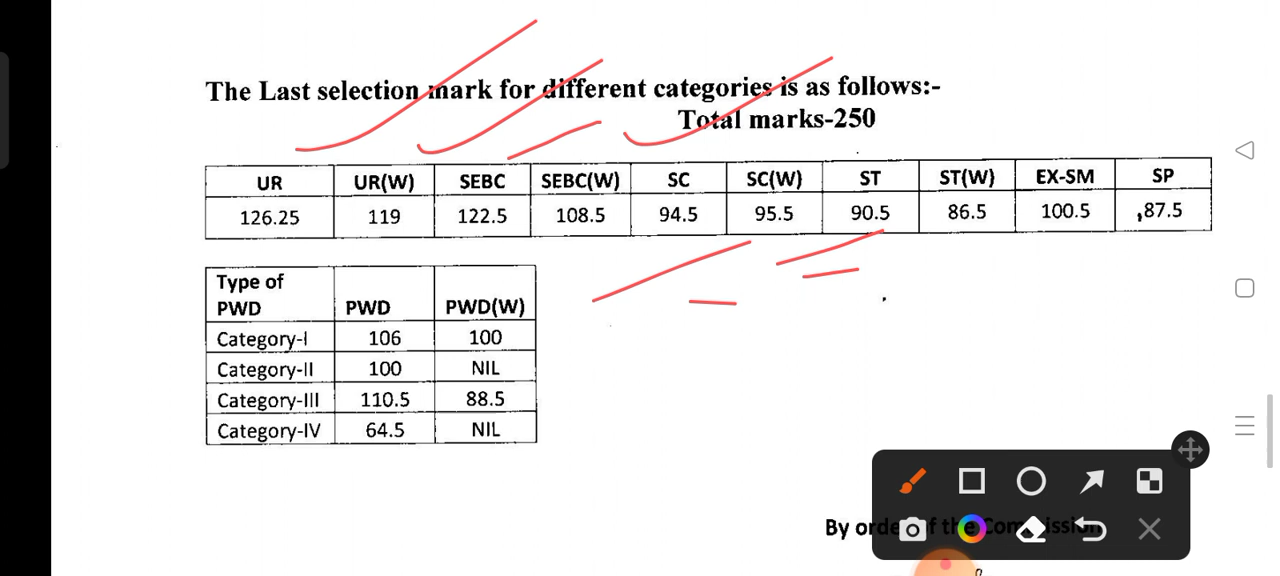 The Last selection mark for different categories is as follows:-
Total marks-250
UR UR(W) SEBC SEBC(W) SC SC(W) ST ST(W) EX-SM SP
126.25 119 122.5 108.5 94.5 95.5 90.5 86.5 100.5 87.5
Type of
PWD PWD PWD(W)
Category-I 106 100
Category-II 100 NIL
Category-III 110.5 88.5
Category-IV 64.5 NIL
By order of the Commission